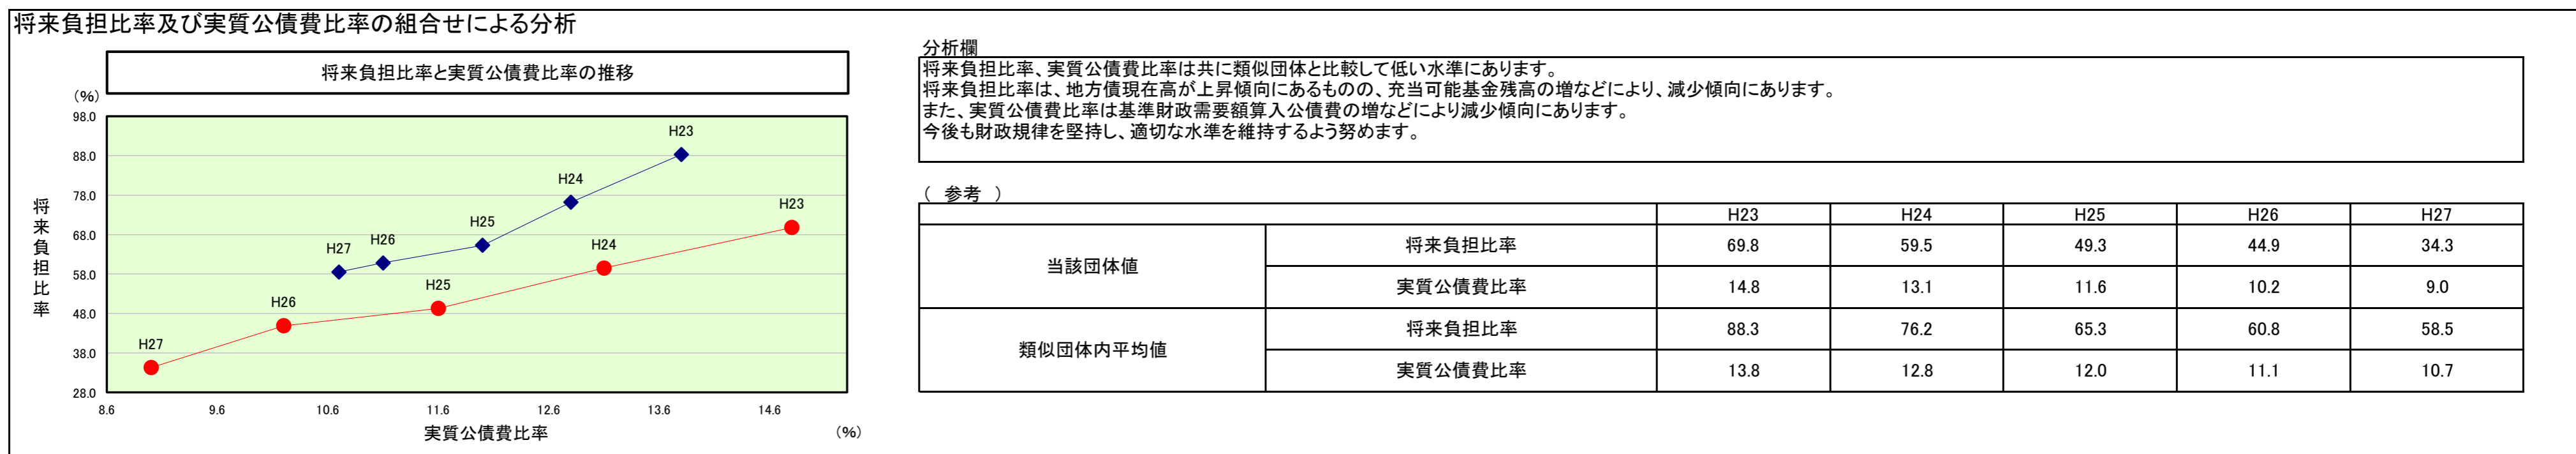 将来負担比率及び実質公債費比率の組合せによる分析
将来負担比率と実質公債費比率の推移
(%)
98.0
88.0
78.0
68.0
58.0
48.0
38.0
28.0
将来負担比率
H23
H24
H25
H26
H27
H23
H24
H25
H26
H27
8.6 9.6 10.6 11.6 12.6 13.6 14.6
実質公債費比率
(%)
分析欄
将来負担比率、実質公債費比率は共に類似団体と比較して低い水準にあります。
将来負担比率は、地方債現在高が上昇傾向にあるものの、充当可能基金残高の増などにより、減少傾向にあります。
また、実質公債費比率は基準財政需要額算入公債費の増などにより減少傾向にあります。
今後も財政規律を堅持し、適切な水準を維持するよう努めます。
( 参考 )
H23 H24 H25 H26 H27
当該団体値
将来負担比率 69.8 59.5 49.3 44.9 34.3
実質公債費比率 14.8 13.1 11.6 10.2 9.0
類似団体内平均値
将来負担比率 88.3 76.2 65.3 60.8 58.5
実質公債費比率 13.8 12.8 12.0 11.1 10.7